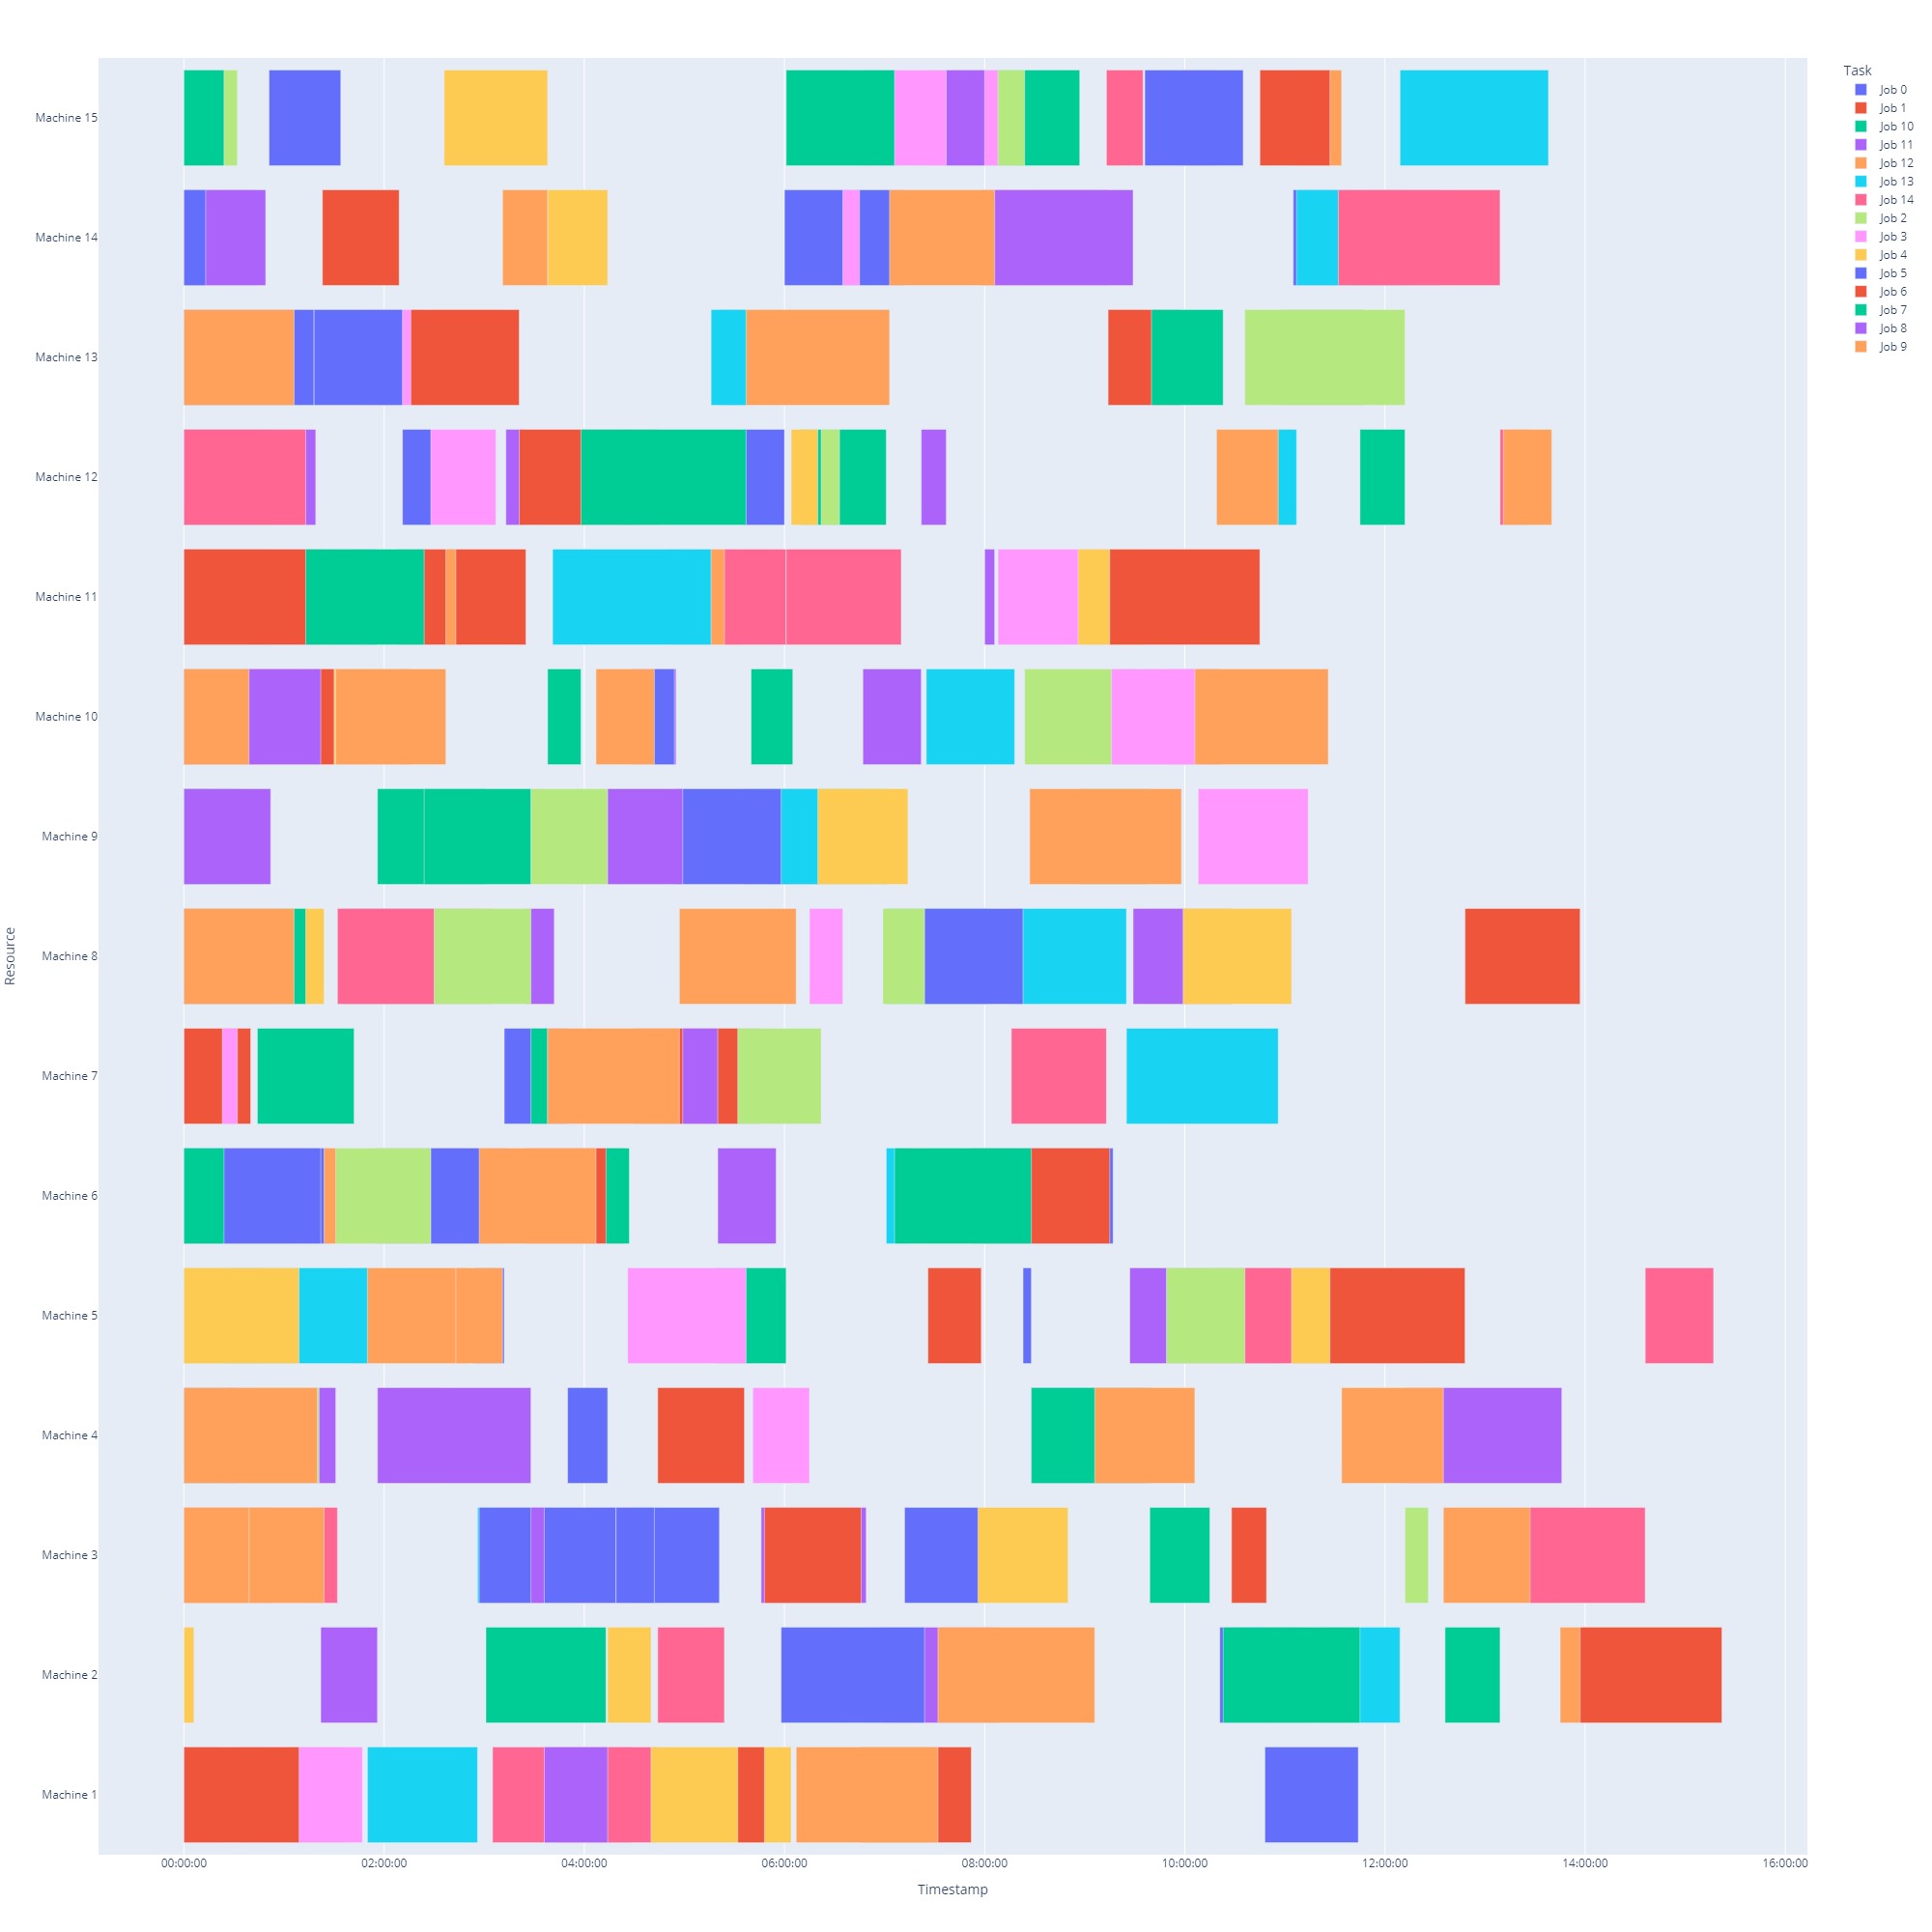 Task
Job 0
Job 1
Job 10
Job 11
Job 12
Job 13
Job 14
Job 2
Job 3
Job 4
Job 5
Job 6
Job 7
Job 8
Job 9
Resource
Machine 15
Machine 14
Machine 13
Machine 12
Machine 11
Machine 10
Machine 9
Machine 8
Machine 7
Machine 6
Machine 5
Machine 4
Machine 3
Machine 2
Machine 1
00:00:00 02:00:00 04:00:00 06:00:00 08:00:00 10:00:00 12:00:00 14:00:00 16:00:00
Timestamp